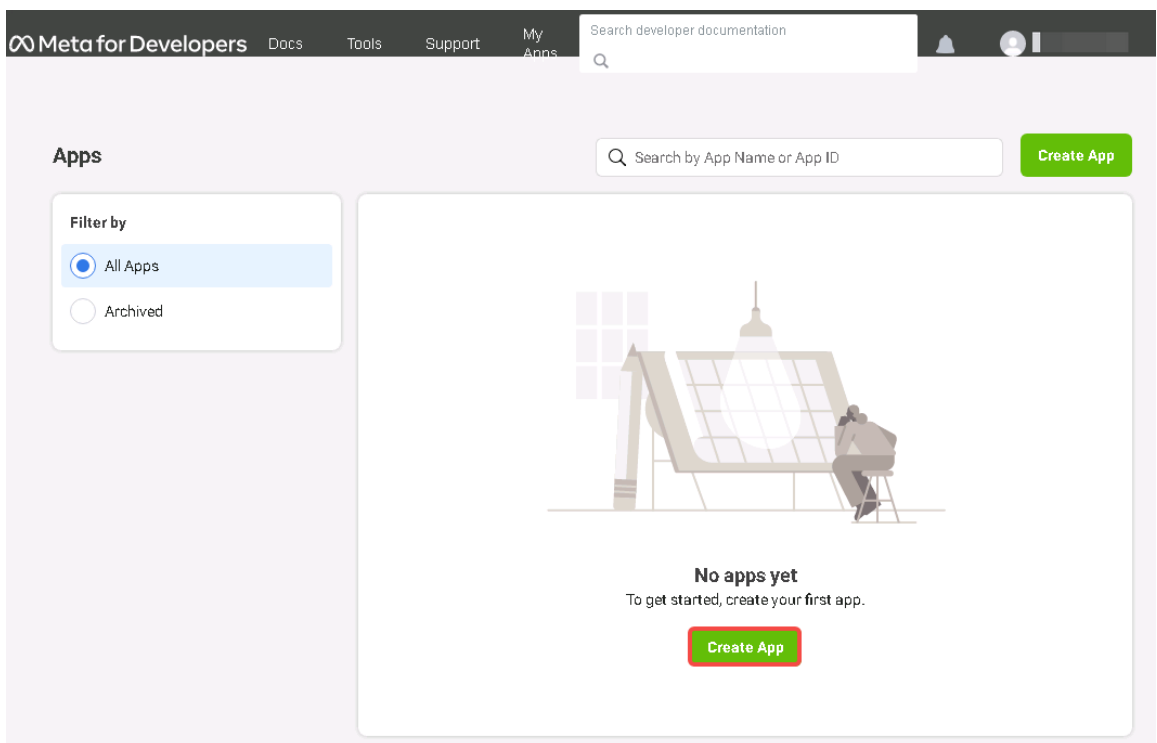 Meta for Developers Docs Tools Support My Apps
Search developer documentation
Apps
Search by App Name or App ID
Create App
Filter by
All Apps
Archived
No apps yet
To get started, create your first app.
Create App